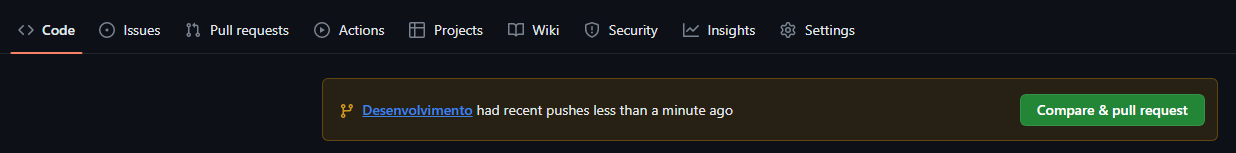 Code Issues Pull requests Actions Projects Wiki Security Insights Settings
Desenvolvimento had recent pushes less than a minute ago Compare & pull request